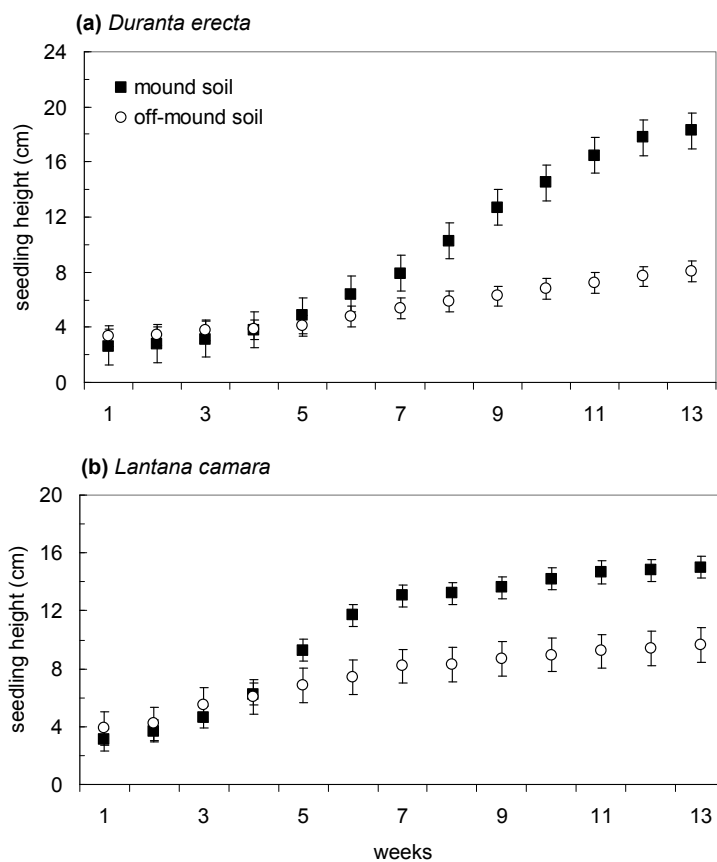 (a) Duranta erecta
24
20
16
12
8
4
0
seedling height (cm)
mound soil
off-mound soil
1 3 5 7 9 11 13
(b) Lantana camara
20
16
12
8
4
0
seedling height (cm)
1 3 5 7 9 11 13
weeks